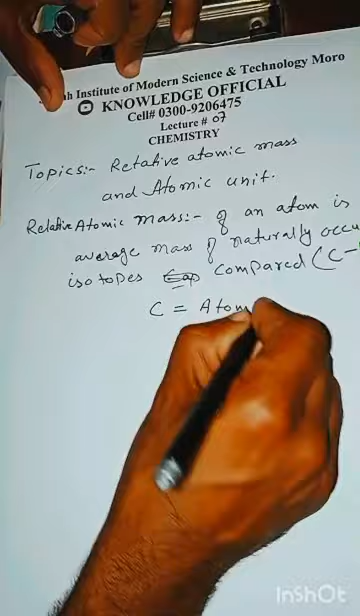 ah Institute of Modern Science & Technology Moro
KNOWLEDGE OFFICIAL
Cell# 0300-9206475
Lecture # 07
CHEMISTRY
Topics:- Relative atomic mass
and Atomic unit.
Relative Atomic mass:- of an atom is
average mass of naturally occu
isotopes compared (C-
C = Atom
InShOt